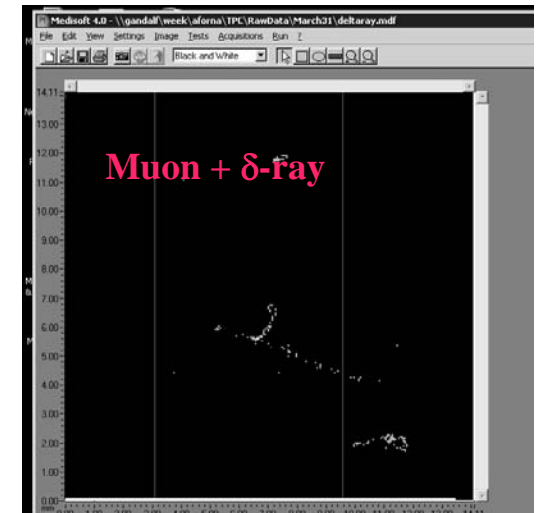 Medisoft 4.0 - \\gandalf\week\aforna\TPC\RawData\March31\deltaray.mdf
File Edit View Settings Image Tests Acquisitions Run ?
Black and White
14.11
13.00
Muon + δ-ray
11.00
10.00
9.00
8.00
7.00
6.00
5.00
4.00
3.00
2.00
1.00
0.00
mm